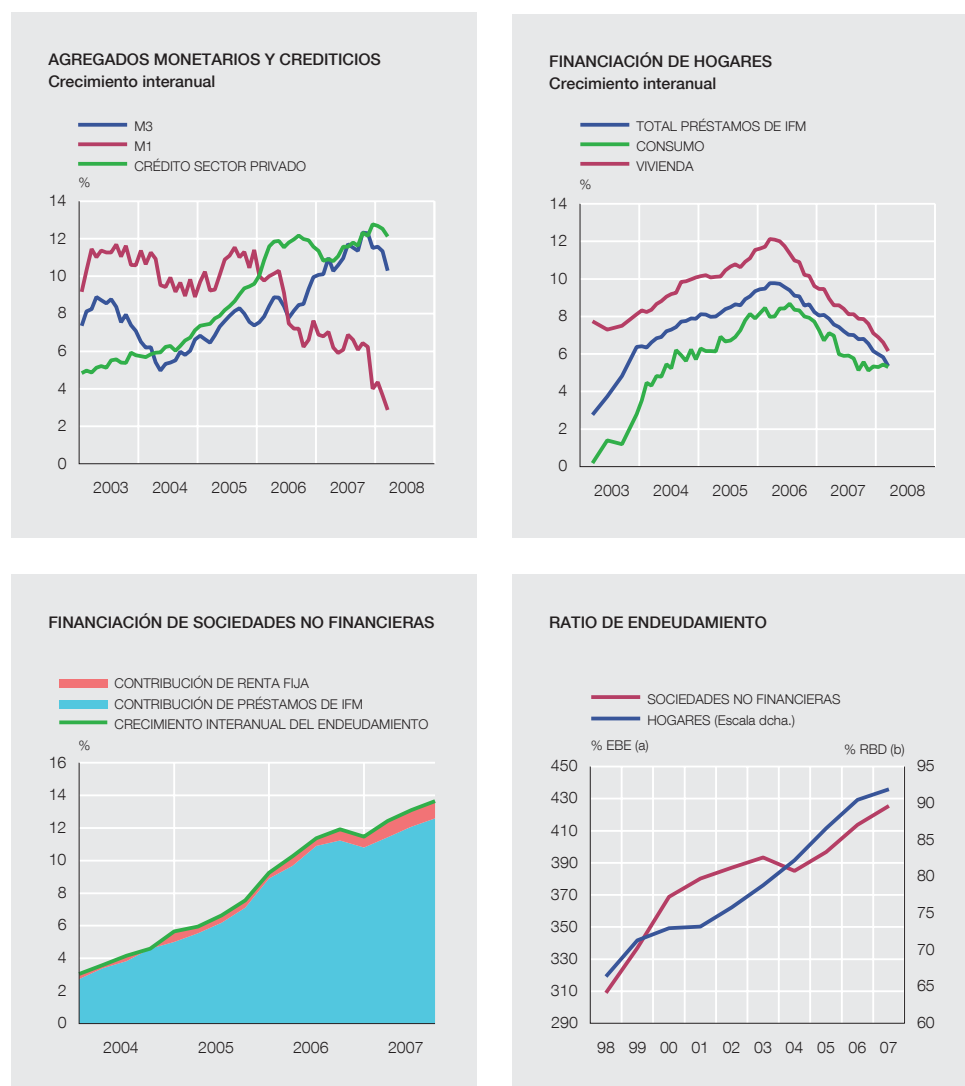 AGREGADOS MONETARIOS Y CREDITICIOS
Crecimiento interanual
M3
M1
CRÉDITO SECTOR PRIVADO
%
14
12
10
8
6
4
2
0
2003 2004 2005 2006 2007 2008
FINANCIACIÓN DE HOGARES
Crecimiento interanual
TOTAL PRÉSTAMOS DE IFM
CONSUMO
VIVIENDA
%
14
12
10
8
6
4
2
0
2003 2004 2005 2006 2007 2008
FINANCIACIÓN DE SOCIEDADES NO FINANCIERAS
CONTRIBUCIÓN DE RENTA FIJA
CONTRIBUCIÓN DE PRÉSTAMOS DE IFM
CRECIMIENTO INTERANUAL DEL ENDEUDAMIENTO
%
16
14
12
10
8
6
4
2
0
2004 2005 2006 2007
RATIO DE ENDEUDAMIENTO
SOCIEDADES NO FINANCIERAS
HOGARES (Escala dcha.)
% EBE (a) % RBD (b)
450 95
430 90
410 85
390 80
370 75
350 70
330 65
310 60
290
98 99 00 01 02 03 04 05 06 07